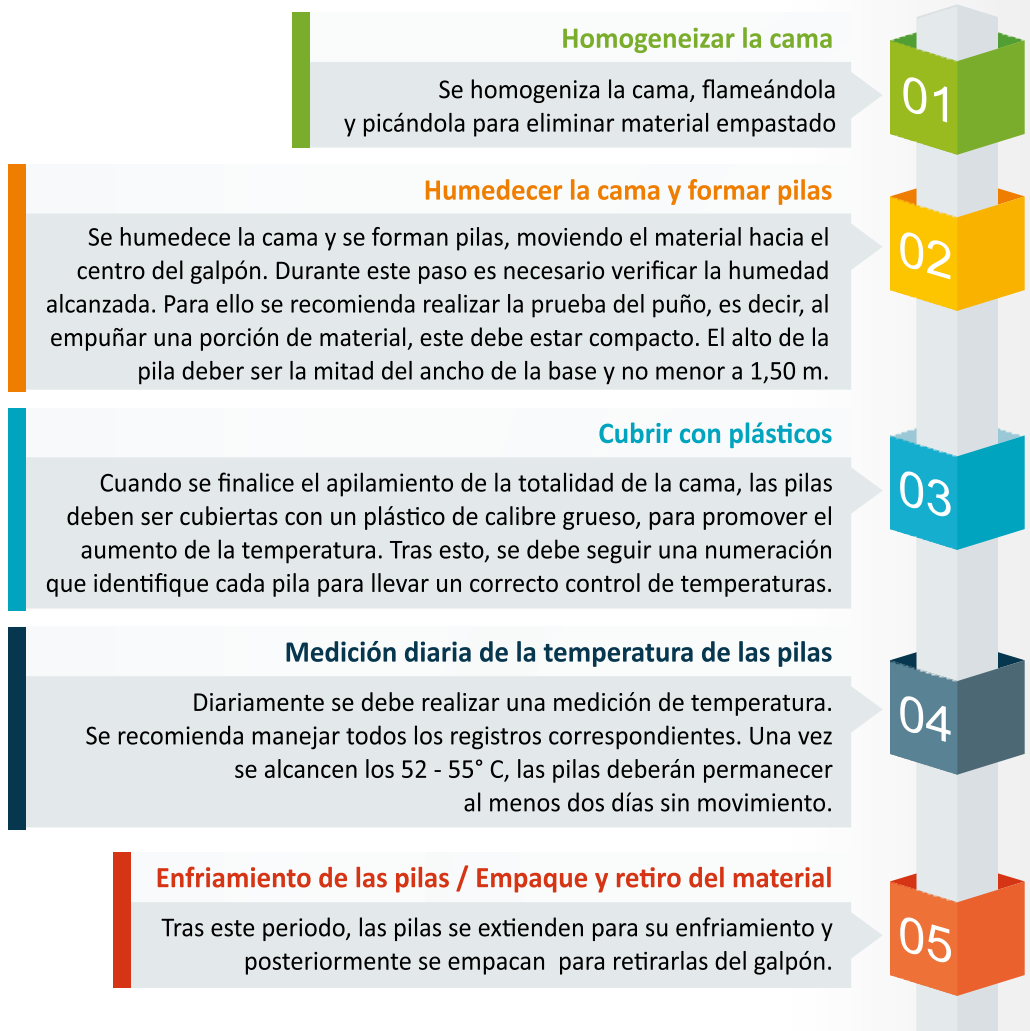 Homogeneizar la cama
01
Se homogeniza la cama, flameándola
y picándola para eliminar material empastado
Humedecer la cama y formar pilas
02
Se humedece la cama y se forman pilas, moviendo el material hacia el
centro del galpón. Durante este paso es necesario verificar la humedad
alcanzada. Para ello se recomienda realizar la prueba del puño, es decir, al
empuñar una porción de material, este debe estar compacto. El alto de la
pila deber ser la mitad del ancho de la base y no menor a 1,50 m.
Cubrir con plásticos
03
Cuando se finalice el apilamiento de la totalidad de la cama, las pilas
deben ser cubiertas con un plástico de calibre grueso, para promover el
aumento de la temperatura. Tras esto, se debe seguir una numeración
que identifique cada pila para llevar un correcto control de temperaturas.
Medición diaria de la temperatura de las pilas
04
Diariamente se debe realizar una medición de temperatura.
Se recomienda manejar todos los registros correspondientes. Una vez
se alcancen los 52 - 55° C, las pilas deberán permanecer
al menos dos días sin movimiento.
Enfriamiento de las pilas / Empaque y retiro del material
05
Tras este periodo, las pilas se extienden para su enfriamiento y
posteriormente se empacan  para retirarlas del galpón.